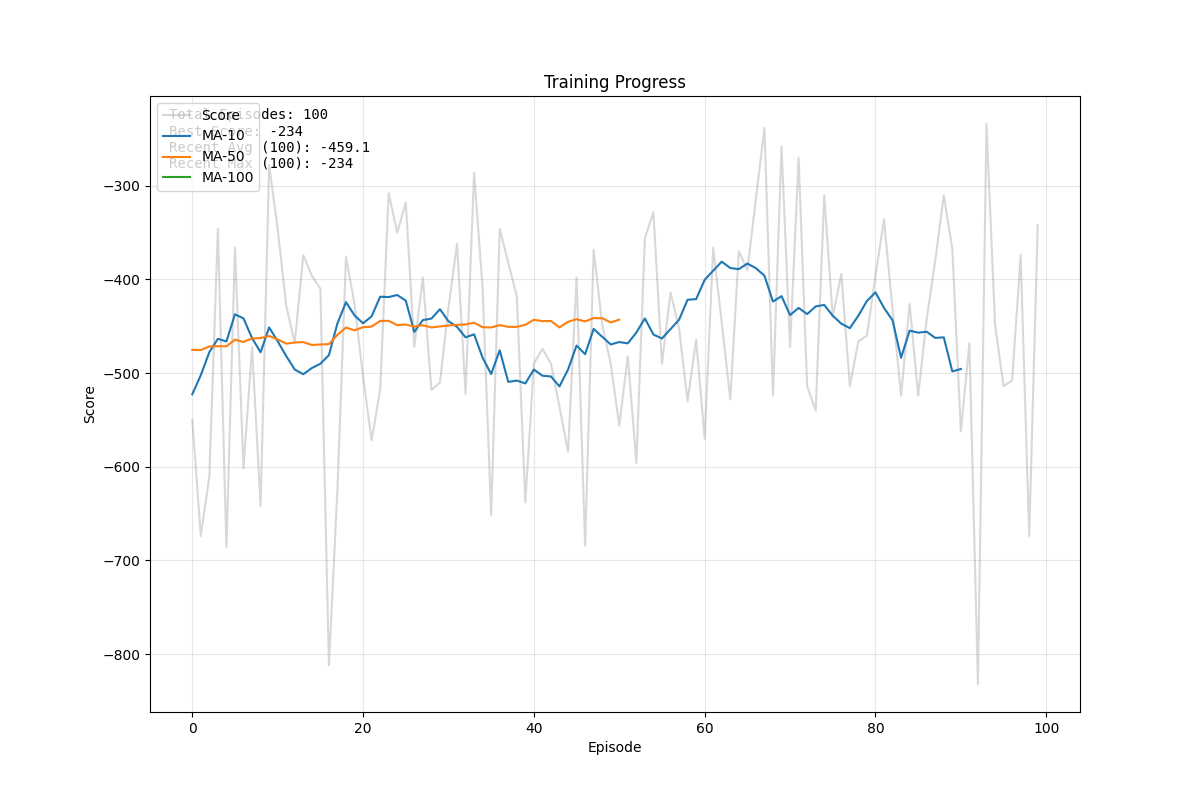 Training Progress
Total Episodes: 100
Best Score: -234
Recent Avg (100): -459.1
Recent Max (100): -234
Score
MA-10
MA-50
MA-100
−300
−400
−500
−600
−700
−800
Score
0
20
40
60
80
100
Episode